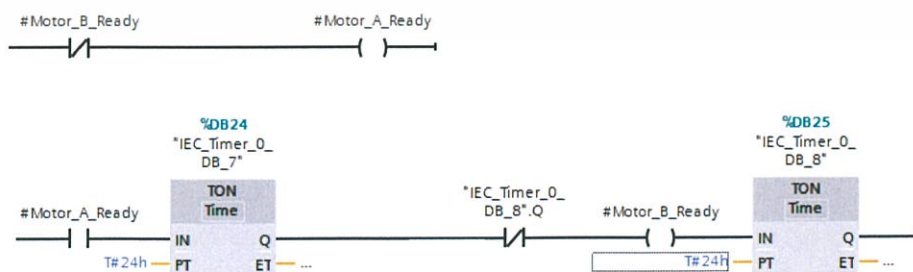 #Motor_B_Ready
#Motor_A_Ready
%DB24
"IEC_Timer_0_
DB_7"
TON
Time
#Motor_A_Ready
IN
Q
T#24h
PT
ET
...
"IEC_Timer_0_
DB_8".Q
#Motor_B_Ready
%DB25
"IEC_Timer_0_
DB_8"
TON
Time
IN
Q
T#24h
PT
ET
...